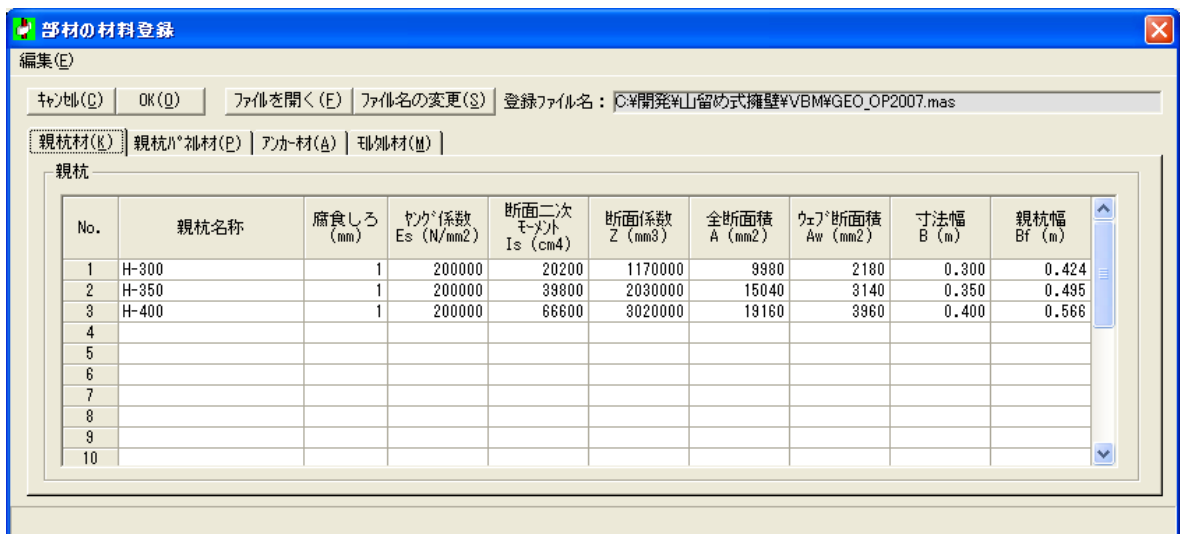 部材の材料登録
編集(E)
ｷｬﾝｾﾙ(C) OK(O) ﾌｧｲﾙを開く(F) ﾌｧｲﾙ名の変更(S) 登録ﾌｧｲﾙ名： C:¥開発¥山留め式擁壁¥VBM¥GEO_OP2007.mas
親杭材(K) 親杭ﾊﾟﾈﾙ材(P) ｱﾝｶｰ材(A) ﾓﾙﾀﾙ材(M)
親杭
No. 親杭名称 腐食しろ (mm) ﾔﾝｸﾞ係数 Es (N/mm2) 断面二次 ﾓｰﾒﾝﾄ Is (cm4) 断面係数 Z (mm3) 全断面積 A (mm2) ｳｪﾌﾞ断面積 Aw (mm2) 寸法幅 B (m) 親杭幅 Bf (m)
1 H-300 1 200000 20200 1170000 9980 2180 0.300 0.424
2 H-350 1 200000 39800 2030000 15040 3140 0.350 0.495
3 H-400 1 200000 66600 3020000 19160 3960 0.400 0.566
4
5
6
7
8
9
10